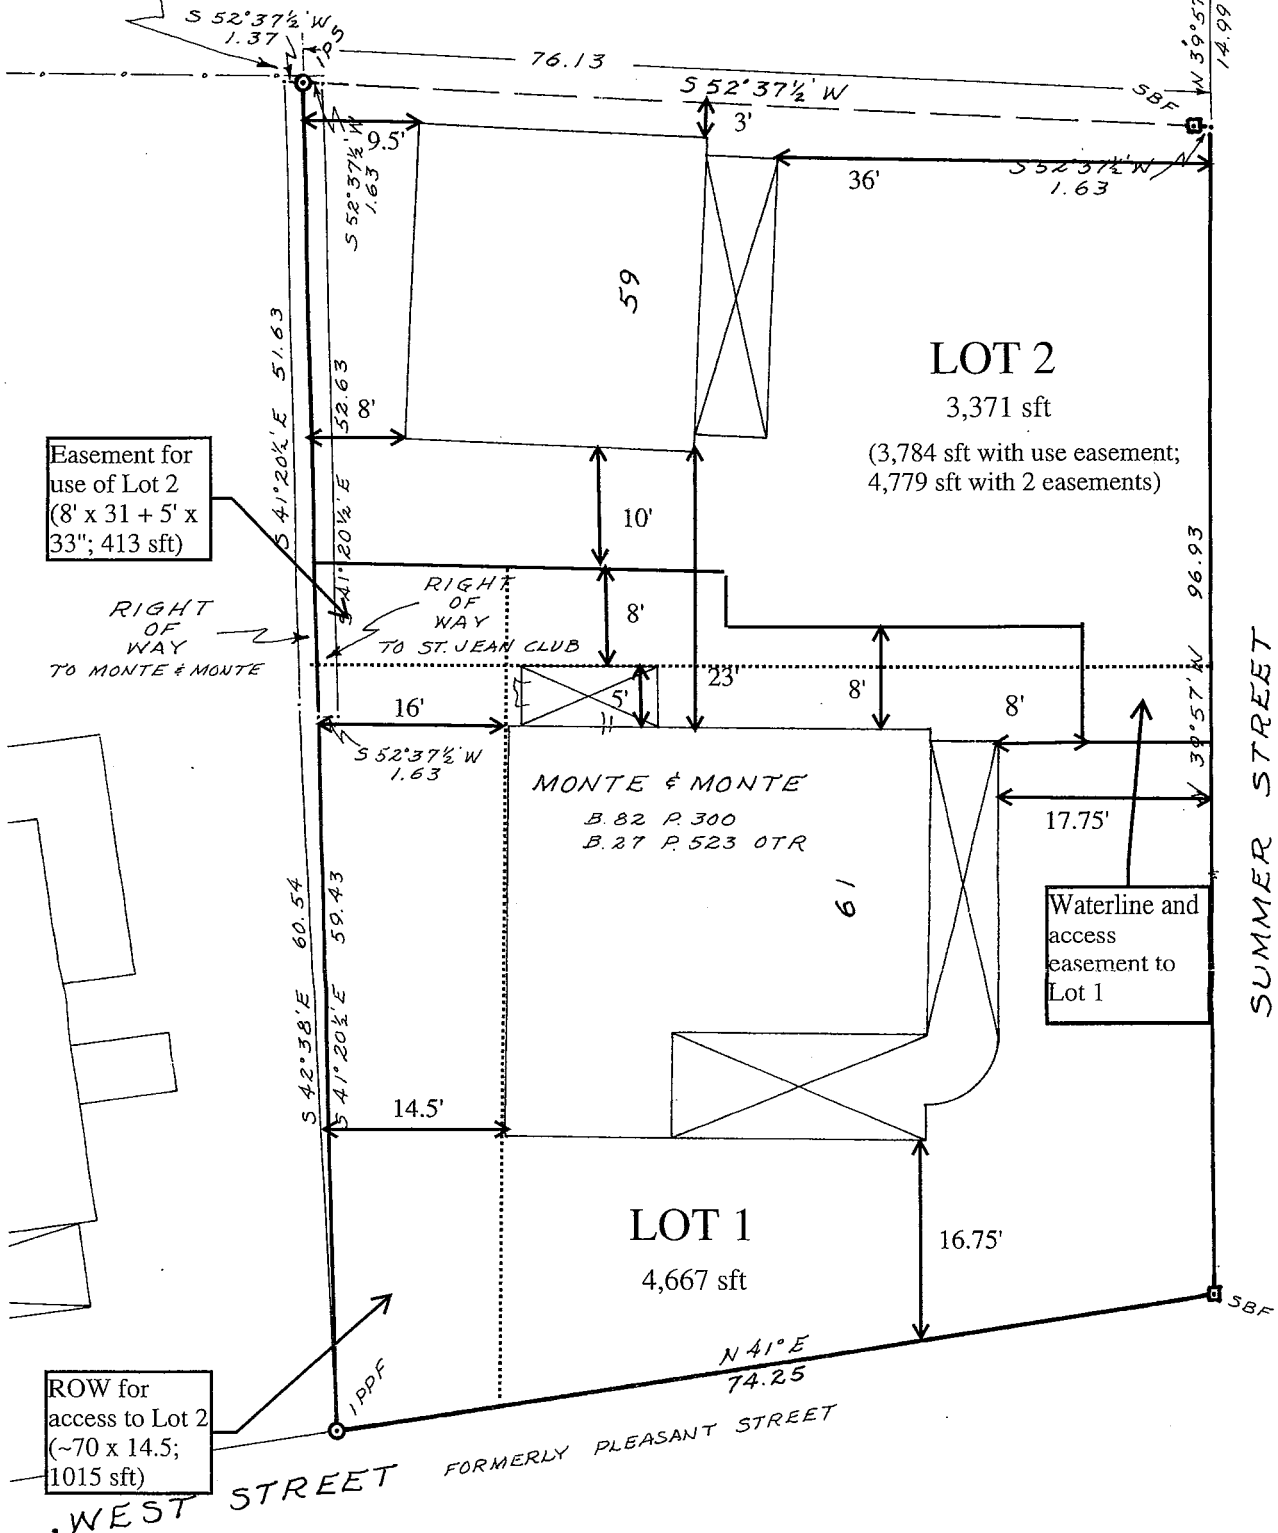 S 52°37½' W
1.37
IPS
76.13
S 52°37½' W
N 39°57'
14.99
SBF
3'
9.5'
S 52°37½' W
1.63
36'
S 52°37½' W
1.63
59
LOT 2
3,371 sft
(3,784 sft with use easement;
4,779 sft with 2 easements)
S 41°20½' E 51.63
S 41°20½' E 52.63
8'
Easement for
use of Lot 2
(8' x 31 + 5' x
33"; 413 sft)
10'
RIGHT
OF
WAY
TO MONTE & MONTE
RIGHT
OF
WAY
TO ST. JEAN CLUB
8'
23'
5'
8'
8'
N 39°57' W 96.93
SUMMER STREET
16'
S 52°37½' W
1.63
MONTE & MONTE
B. 82 P. 300
B. 27 P. 523 OTR
17.75'
61
Waterline and
access
easement to
Lot 1
S 42°38' E 60.54
S 41°20½' E 59.43
14.5'
LOT 1
4,667 sft
16.75'
SBF
N 41° E
74.25
IPPF
ROW for
access to Lot 2
(~70 x 14.5;
1015 sft)
WEST STREET FORMERLY PLEASANT STREET